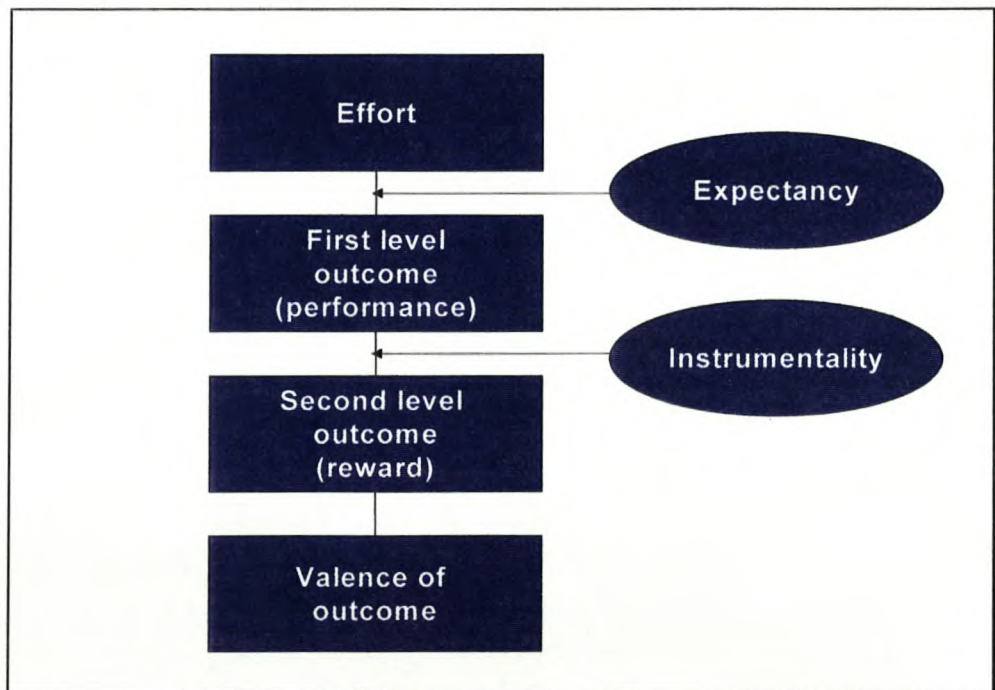 Effort
Expectancy
First level
outcome
(performance)
Instrumentality
Second level
outcome
(reward)
Valence of
outcome